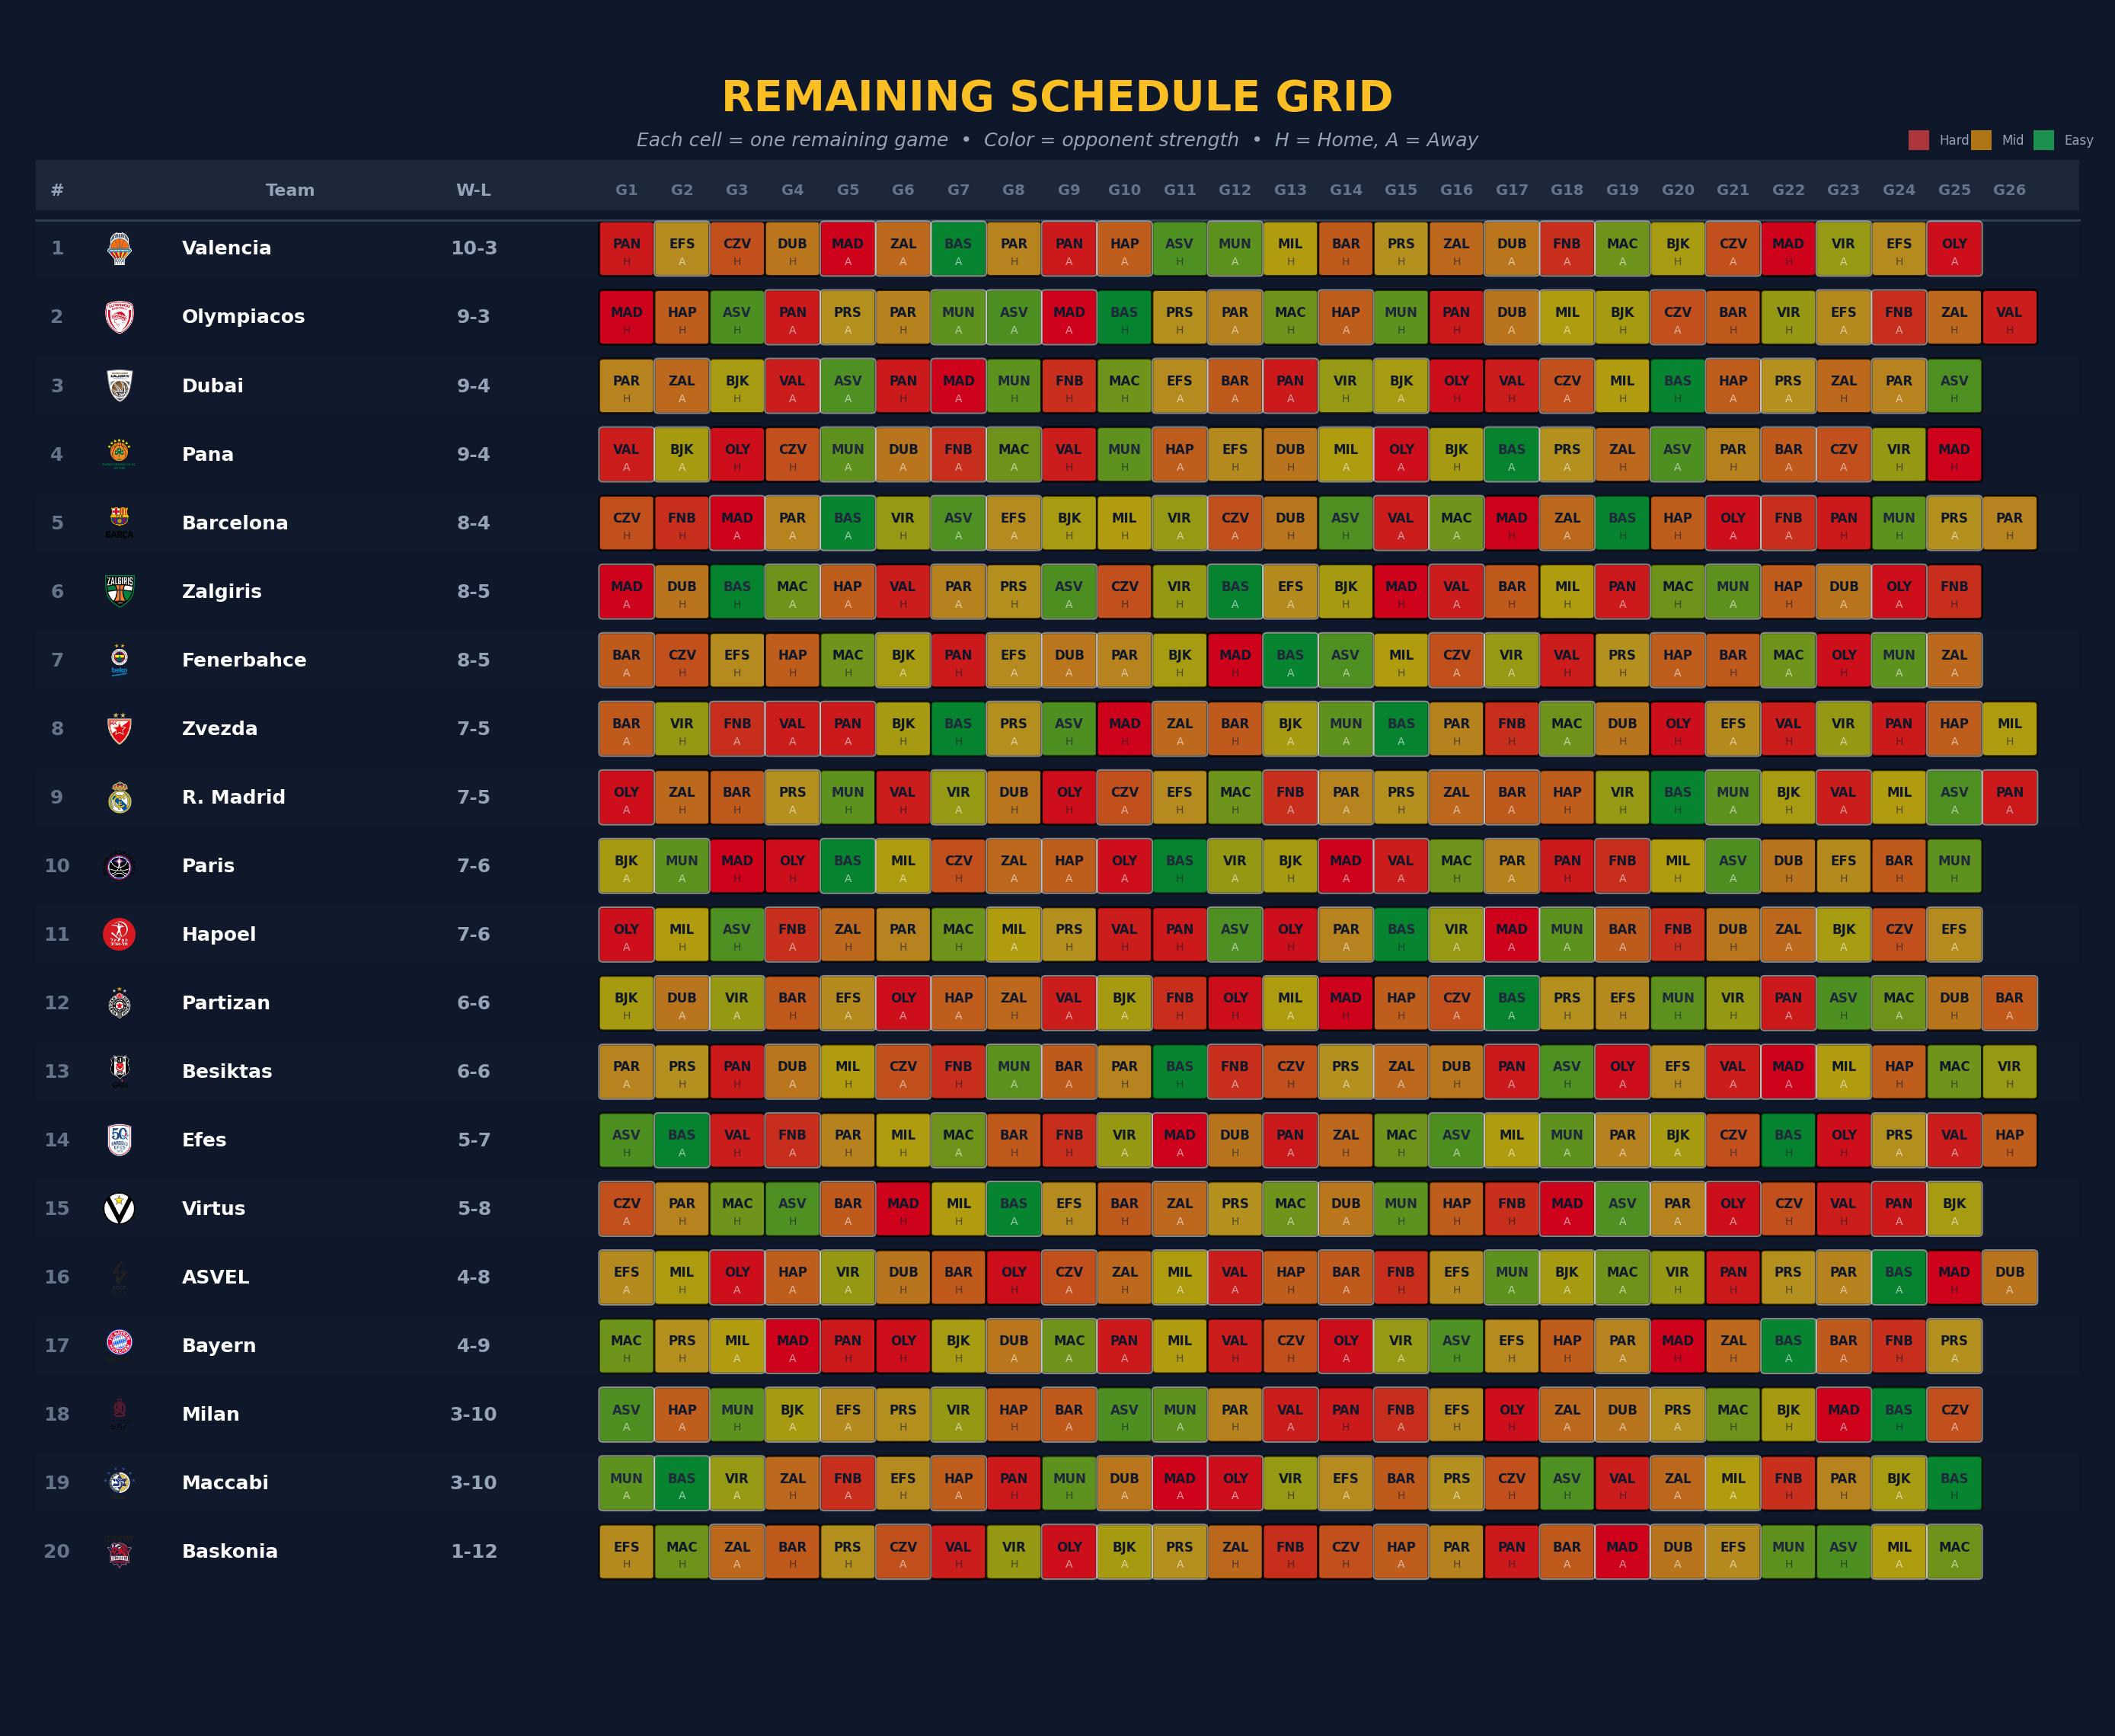 REMAINING SCHEDULE GRID
Each cell = one remaining game • Color = opponent strength • H = Home, A = Away
Hard Mid Easy
# Team W-L G1 G2 G3 G4 G5 G6 G7 G8 G9 G10 G11 G12 G13 G14 G15 G16 G17 G18 G19 G20 G21 G22 G23 G24 G25 G26
1 Valencia 10-3 PAN EFS CZV DUB MAD ZAL BAS PAR PAN HAP ASV MUN MIL BAR PRS ZAL DUB FNB MAC BJK CZV MAD VIR EFS OLY
H A H H A A A H A A H A H H H H A A A H A H A H A
2 Olympiacos 9-3 MAD HAP ASV PAN PRS PAR MUN ASV MAD BAS PRS PAR MAC HAP MUN PAN DUB MIL BJK CZV BAR VIR EFS FNB ZAL VAL
H H H A A H A A A H H A H A H H A A H A H H A A H H
3 Dubai 9-4 PAR ZAL BJK VAL ASV PAN MAD MUN FNB MAC EFS BAR PAN VIR BJK OLY VAL CZV MIL BAS HAP PRS ZAL PAR ASV
H A H A A H A H H H A A A H A H H A H H A A H A H
4 Pana 9-4 VAL BJK OLY CZV MUN DUB FNB MAC VAL MUN HAP EFS DUB MIL OLY BJK BAS PRS ZAL ASV PAR BAR CZV VIR MAD
A A H H A A A A H H A H H A A H A A H A H A A H H
5 Barcelona 8-4 CZV FNB MAD PAR BAS VIR ASV EFS BJK MIL VIR CZV DUB ASV VAL MAC MAD ZAL BAS HAP OLY FNB PAN MUN PRS PAR
H H A A A H A A H H A A H H A A H A H H A A H H A H
6 Zalgiris 8-5 MAD DUB BAS MAC HAP VAL PAR PRS ASV CZV VIR BAS EFS BJK MAD VAL BAR MIL PAN MAC MUN HAP DUB OLY FNB
A H H A A H A H A H H A A H H A H H A H A H A A H
7 Fenerbahce 8-5 BAR CZV EFS HAP MAC BJK PAN EFS DUB PAR BJK MAD BAS ASV MIL CZV VIR VAL PRS HAP BAR MAC OLY MUN ZAL
A H H H H A H A A A H H A A H A A H H A H A H A A
8 Zvezda 7-5 BAR VIR FNB VAL PAN BJK BAS PRS ASV MAD ZAL BAR BJK MUN BAS PAR FNB MAC DUB OLY EFS VAL VIR PAN HAP MIL
A H A A A H H A H H A H A A A H H A H H A H A H A H
9 R. Madrid 7-5 OLY ZAL BAR PRS MUN VAL VIR DUB OLY CZV EFS MAC FNB PAR PRS ZAL BAR HAP VIR BAS MUN BJK VAL MIL ASV PAN
A H H A H H A H H A H H A A H A A H H H A H A H A A
10 Paris 7-6 BJK MUN MAD OLY BAS MIL CZV ZAL HAP OLY BAS VIR BJK MAD VAL MAC PAR PAN FNB MIL ASV DUB EFS BAR MUN
A A H H A A H A A A H A H A A H A H A H A H H H H
11 Hapoel 7-6 OLY MIL ASV FNB ZAL PAR MAC MIL PRS VAL PAN ASV OLY PAR BAS VIR MAD MUN BAR FNB DUB ZAL BJK CZV EFS
A H H A H H H A H H H A H A H A A A A H H A A H A
12 Partizan 6-6 BJK DUB VIR BAR EFS OLY HAP ZAL VAL BJK FNB OLY MIL MAD HAP CZV BAS PRS EFS MUN VIR PAN ASV MAC DUB BAR
H A A H A A A H A A H H A H H A A H H H H A H A H A
13 Besiktas 6-6 PAR PRS PAN DUB MIL CZV FNB MUN BAR PAR BAS FNB CZV PRS ZAL DUB PAN ASV OLY EFS VAL MAD MIL HAP MAC VIR
A H H A H A H A A H H A H A A H A H A H A A A H H H
14 Efes 5-7 ASV BAS VAL FNB PAR MIL MAC BAR FNB VIR MAD DUB PAN ZAL MAC ASV MIL MUN PAR BJK CZV BAS OLY PRS VAL HAP
H A H A H H A H H A A H A H H A A A A A H H H A A H
15 Virtus 5-8 CZV PAR MAC ASV BAR MAD MIL BAS EFS BAR ZAL PRS MAC DUB MUN HAP FNB MAD ASV PAR OLY CZV VAL PAN BJK
A H H H A H H A H H A H A A H H H A A A A H H A A
16 ASVEL 4-8 EFS MIL OLY HAP VIR DUB BAR OLY CZV ZAL MIL VAL HAP BAR FNB EFS MUN BJK MAC VIR PAN PRS PAR BAS MAD DUB
A H A A A H H H A H A A H A H H A A A H H H A A H A
17 Bayern 4-9 MAC PRS MIL MAD PAN OLY BJK DUB MAC PAN MIL VAL CZV OLY VIR ASV EFS HAP PAR MAD ZAL BAS BAR FNB PRS
H H A A H H H A A A H H H A A H H H A H H A A H A
18 Milan 3-10 ASV HAP MUN BJK EFS PRS VIR HAP BAR ASV MUN PAR VAL PAN FNB EFS OLY ZAL DUB PRS MAC BJK MAD BAS CZV
A A H A A H A H A H A H A H A H H A A A H H A H A
19 Maccabi 3-10 MUN BAS VIR ZAL FNB EFS HAP PAN MUN DUB MAD OLY VIR EFS BAR PRS CZV ASV VAL ZAL MIL FNB PAR BJK BAS
A A A H A H A H H A A A H A H A H H H A A H H A H
20 Baskonia 1-12 EFS MAC ZAL BAR PRS CZV VAL VIR OLY BJK PRS ZAL FNB CZV HAP PAR PAN BAR MAD DUB EFS MUN ASV MIL MAC
H H A H H A H H A A A H H H A H H A A A A H H A A